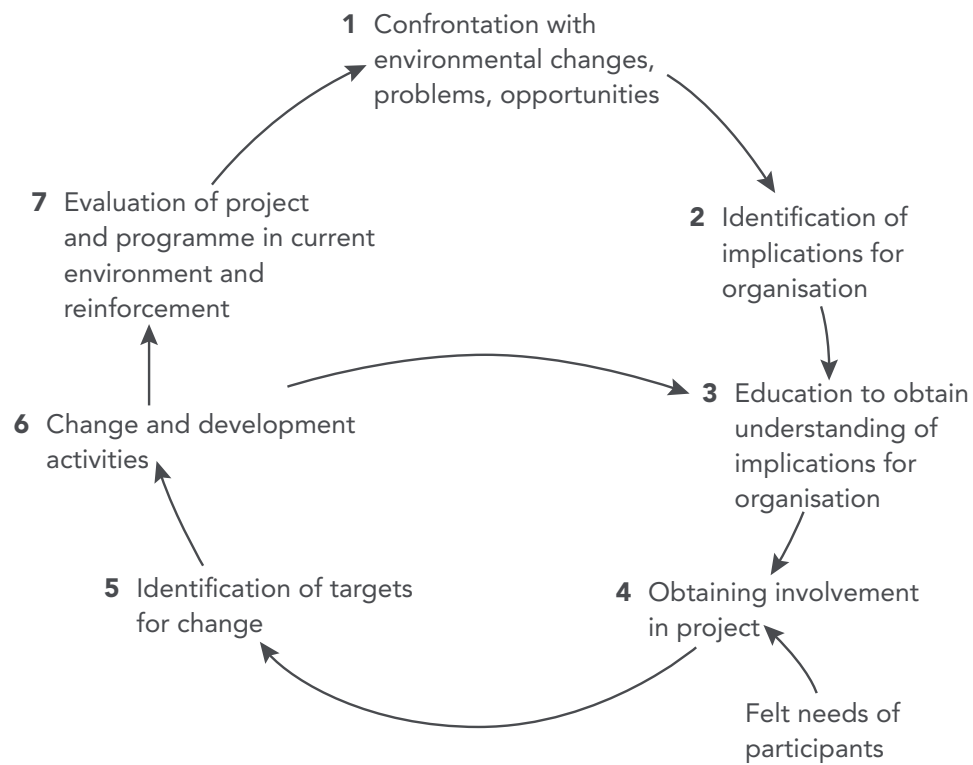 1 Confrontation with
environmental changes,
problems, opportunities
2 Identification of
implications for
organisation
3 Education to obtain
understanding of
implications for
organisation
4 Obtaining involvement
in project
Felt needs of
participants
5 Identification of targets
for change
6 Change and development
activities
7 Evaluation of project
and programme in current
environment and
reinforcement